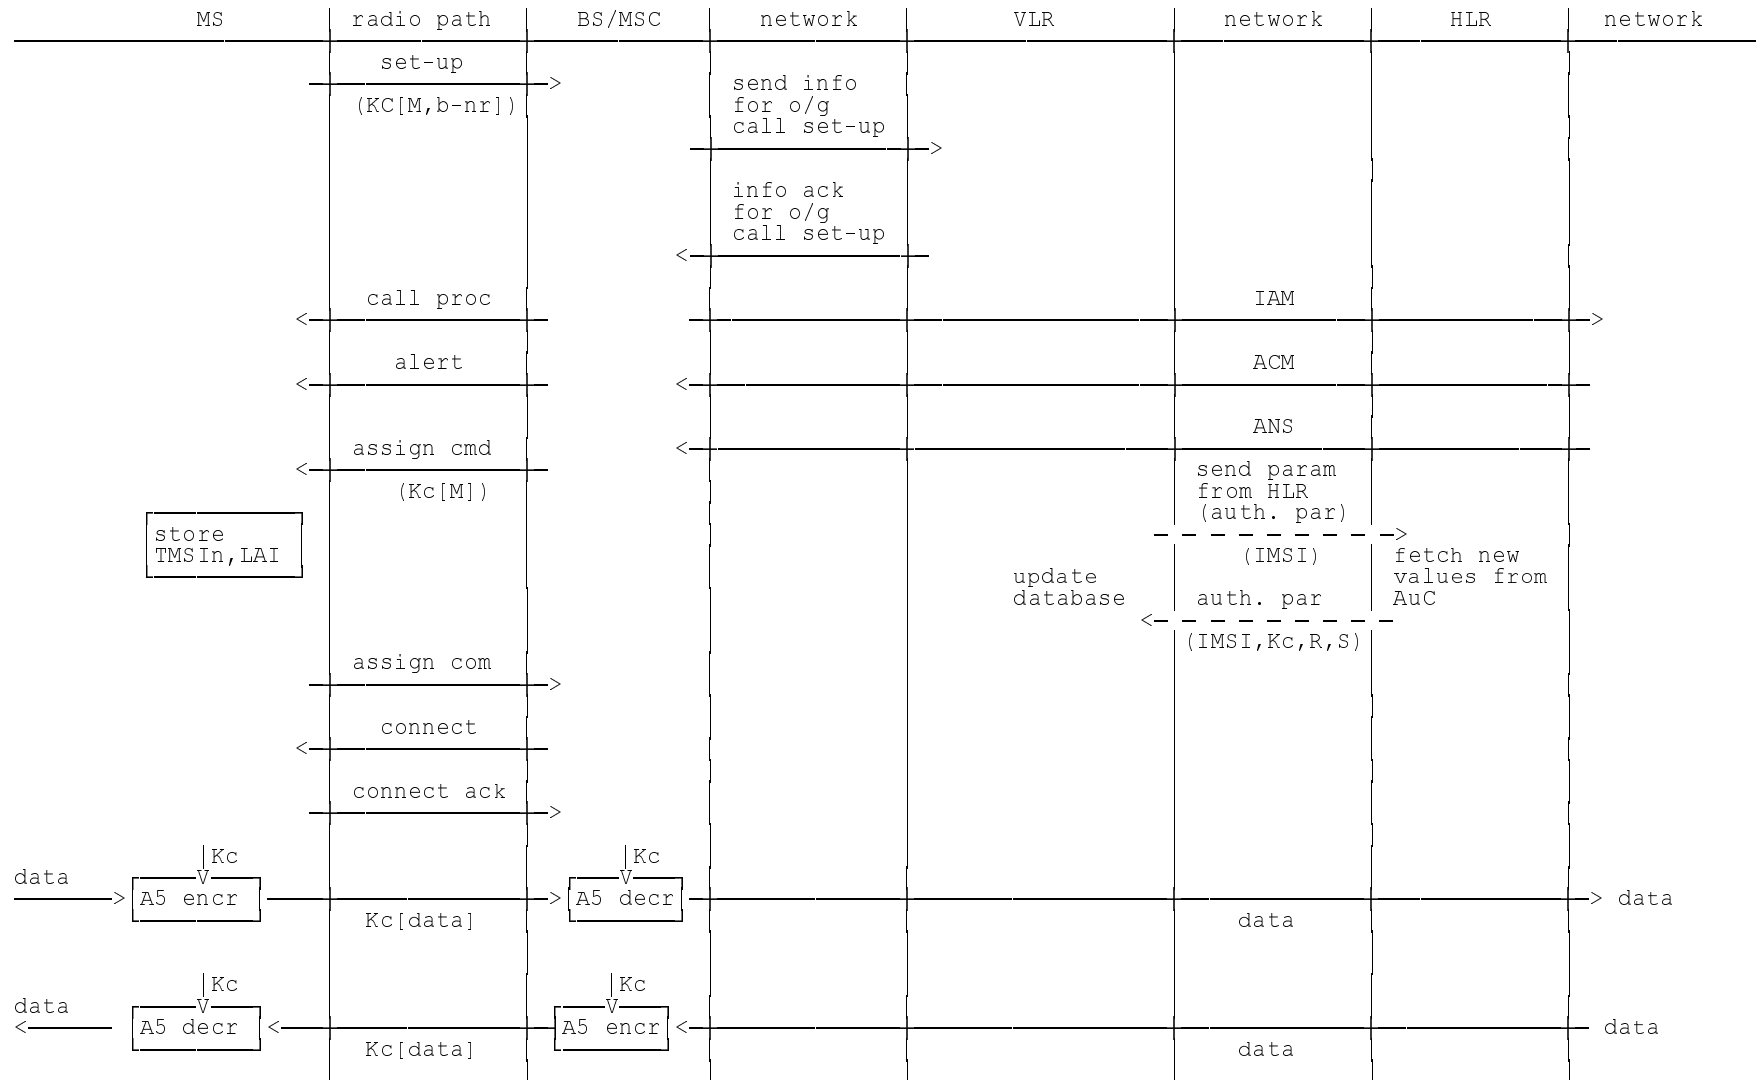 MS radio path BS/MSC network VLR network HLR network
set-up
(KC[M,b-nr])
send info
for o/g
call set-up
info ack
for o/g
call set-up
call proc IAM
alert ACM
ANS
assign cmd
(Kc[M])
send param
from HLR
(auth. par)
store
TMSIn,LAI
(IMSI)
fetch new
values from
AuC
update
database
auth. par
(IMSI,Kc,R,S)
assign com
connect
connect ack
Kc Kc
data
A5 encr A5 decr data
Kc[data] data
Kc Kc
data
A5 decr A5 encr data
Kc[data] data